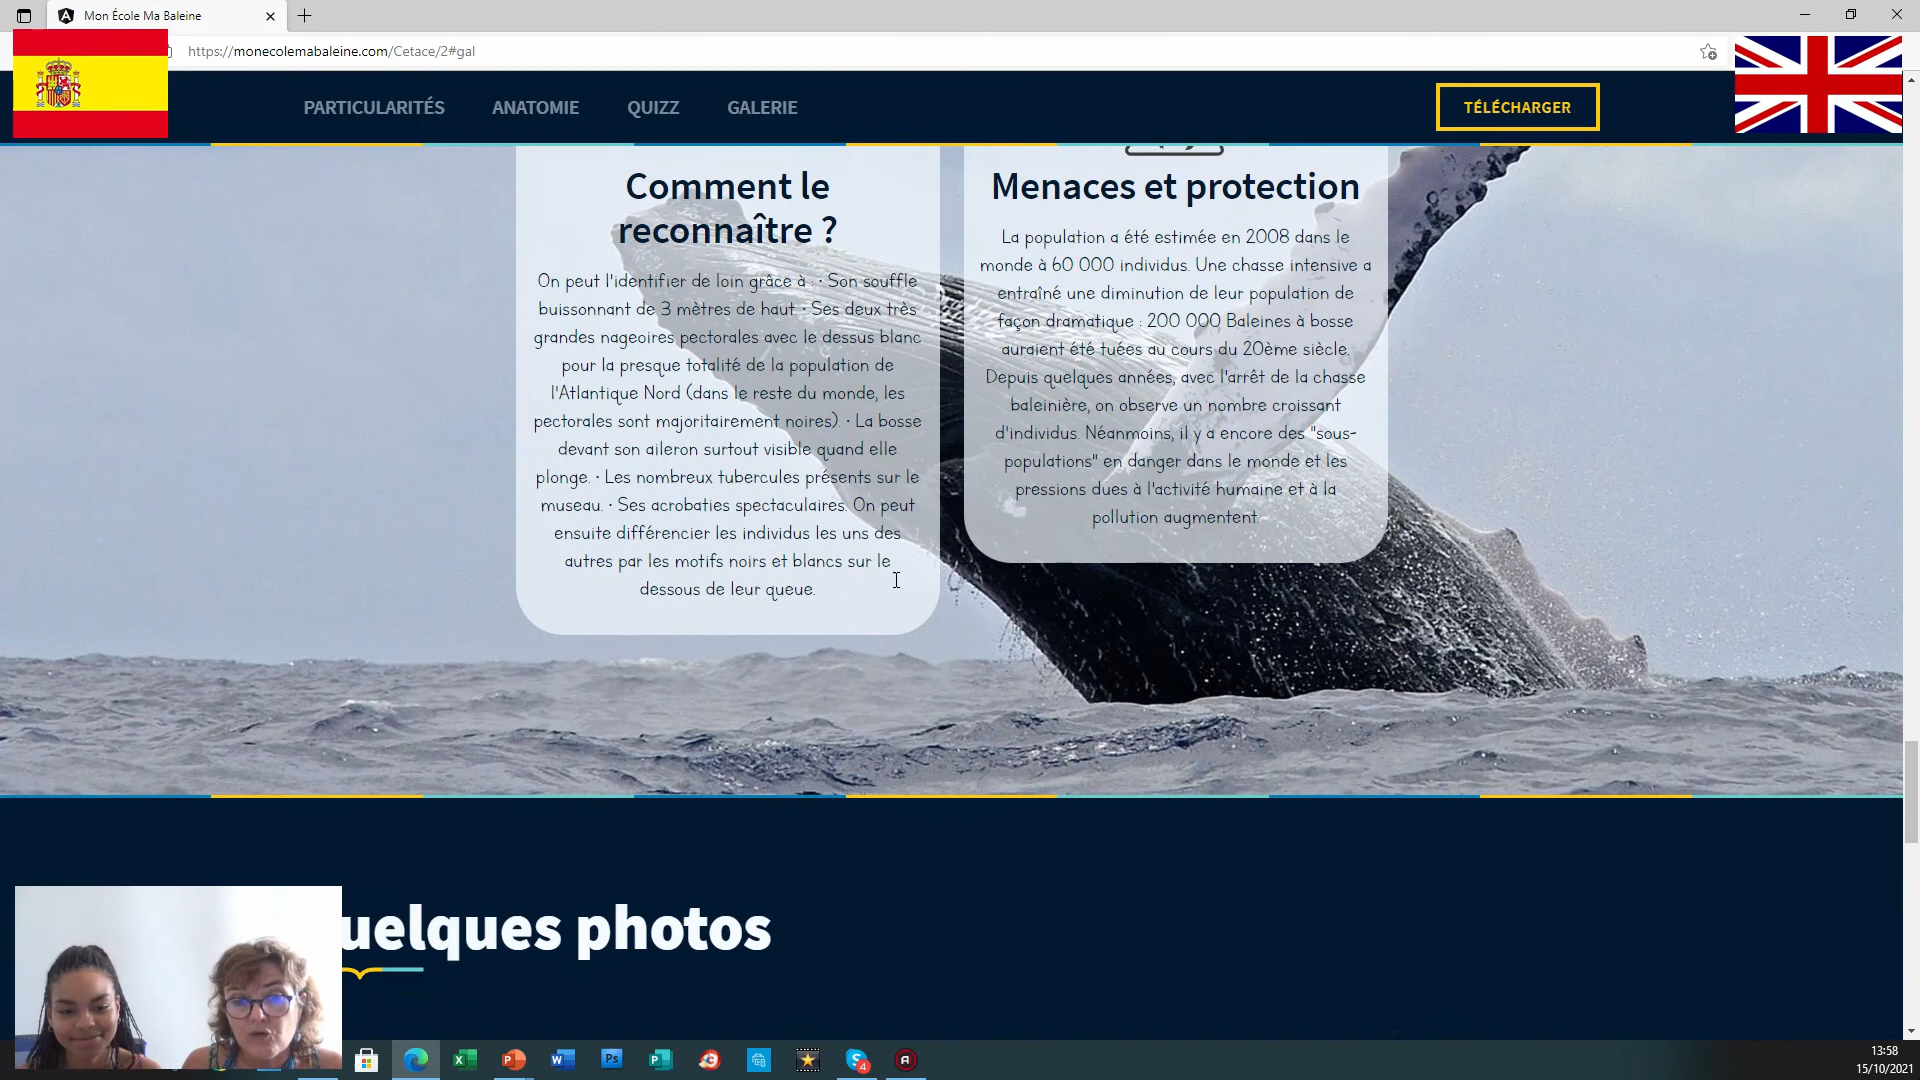 Mon École Ma Baleine
https://monecolemabaleine.com/Cetace/2#gal
PARTICULARITÉS
ANATOMIE
QUIZZ
GALERIE
TÉLÉCHARGER
Comment le
reconnaître ?
On peut l'identifier de loin grâce à : • Son souffle
buissonnant de 3 mètres de haut. • Ses deux très
grandes nageoires pectorales avec le dessus blanc
pour la presque totalité de la population de
l'Atlantique Nord (dans le reste du monde, les
pectorales sont majoritairement noires). • La bosse
devant son aileron surtout visible quand elle
plonge. • Les nombreux tubercules présents sur le
museau. • Ses acrobaties spectaculaires. On peut
ensuite différencier les individus les uns des
autres par les motifs noirs et blancs sur le
dessous de leur queue.
Menaces et protection
La population a été estimée en 2008 dans le
monde à 60 000 individus. Une chasse intensive a
entraîné une diminution de leur population de
façon dramatique : 200 000 Baleines à bosse
auraient été tuées au cours du 20ème siècle.
Depuis quelques années, avec l'arrêt de la chasse
baleinière, on observe un nombre croissant
d'individus. Néanmoins, il y a encore des "sous-
populations" en danger dans le monde et les
pressions dues à l'activité humaine et à la
pollution augmentent.
uelques photos
Ps
4
13:58
15/10/2021